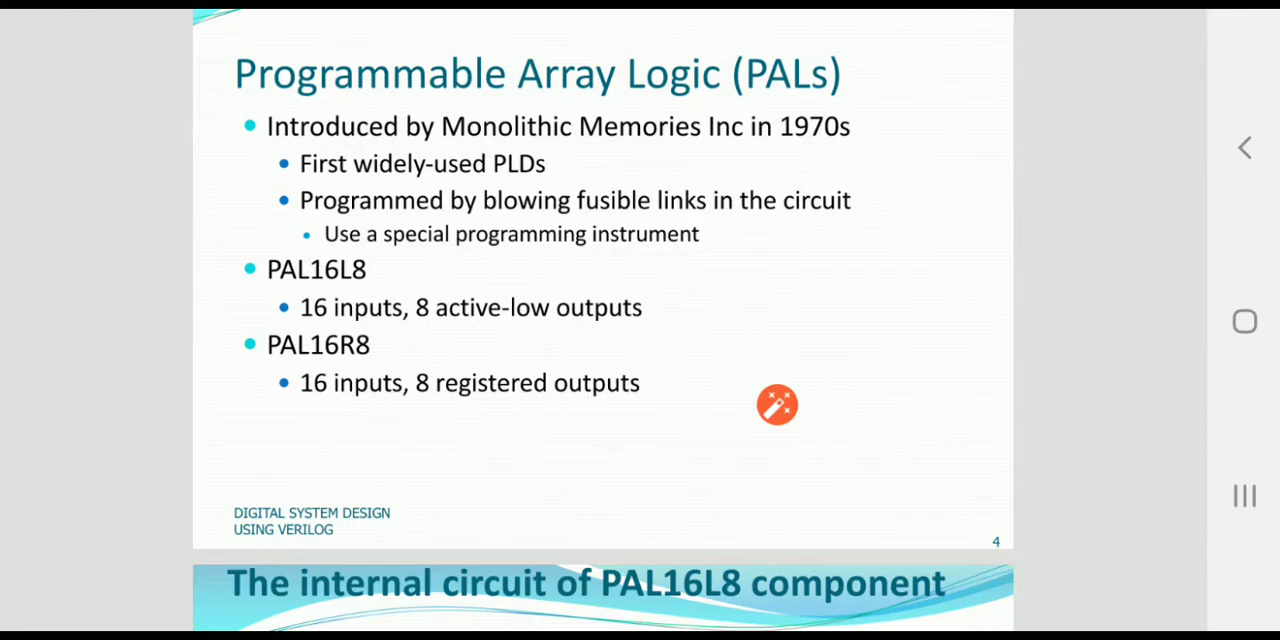 Programmable Array Logic (PALs)
Introduced by Monolithic Memories Inc in 1970s
First widely-used PLDs
Programmed by blowing fusible links in the circuit
Use a special programming instrument
PAL16L8
16 inputs, 8 active-low outputs
PAL16R8
16 inputs, 8 registered outputs
DIGITAL SYSTEM DESIGN
USING VERILOG
4
The internal circuit of PAL16L8 component